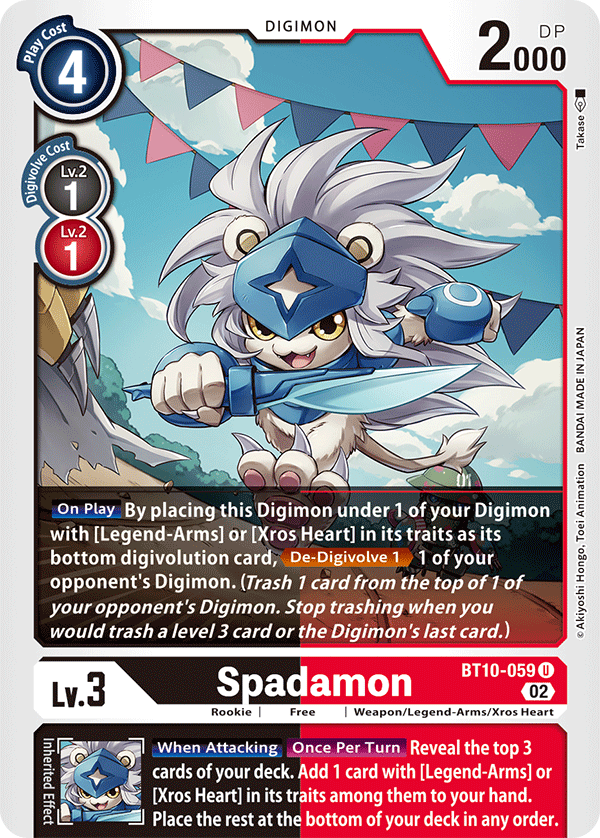 DIGIMON
Play Cost
4
DP
2000
Digivolve Cost
Lv.2
1
Lv.2
1
Takase
BANDAI MADE IN JAPAN
© Akiyoshi Hongo, Toei Animation
On Play By placing this Digimon under 1 of your Digimon
with [Legend-Arms] or [Xros Heart] in its traits as its
bottom digivolution card, De-Digivolve 1 1 of your
opponent's Digimon. (Trash 1 card from the top of 1 of
your opponent's Digimon. Stop trashing when you
would trash a level 3 card or the Digimon's last card.)
Lv.3
Spadamon
BT10-059 U
02
Rookie | Free | Weapon/Legend-Arms/Xros Heart
Inherited Effect
When Attacking Once Per Turn Reveal the top 3
cards of your deck. Add 1 card with [Legend-Arms] or
[Xros Heart] in its traits among them to your hand.
Place the rest at the bottom of your deck in any order.